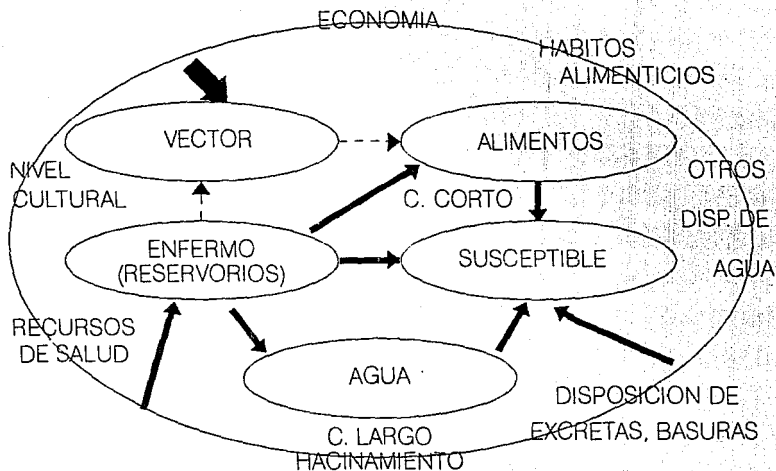 ECONOMIA
HABITOS
ALIMENTICIOS
VECTOR
ALIMENTOS
NIVEL
CULTURAL
OTROS
C. CORTO
DISP. DE
ENFERMO
(RESERVORIOS)
SUSCEPTIBLE
AGUA
RECURSOS
DE SALUD
AGUA
DISPOSICION DE
EXCRETAS, BASURAS
C. LARGO
HACINAMIENTO